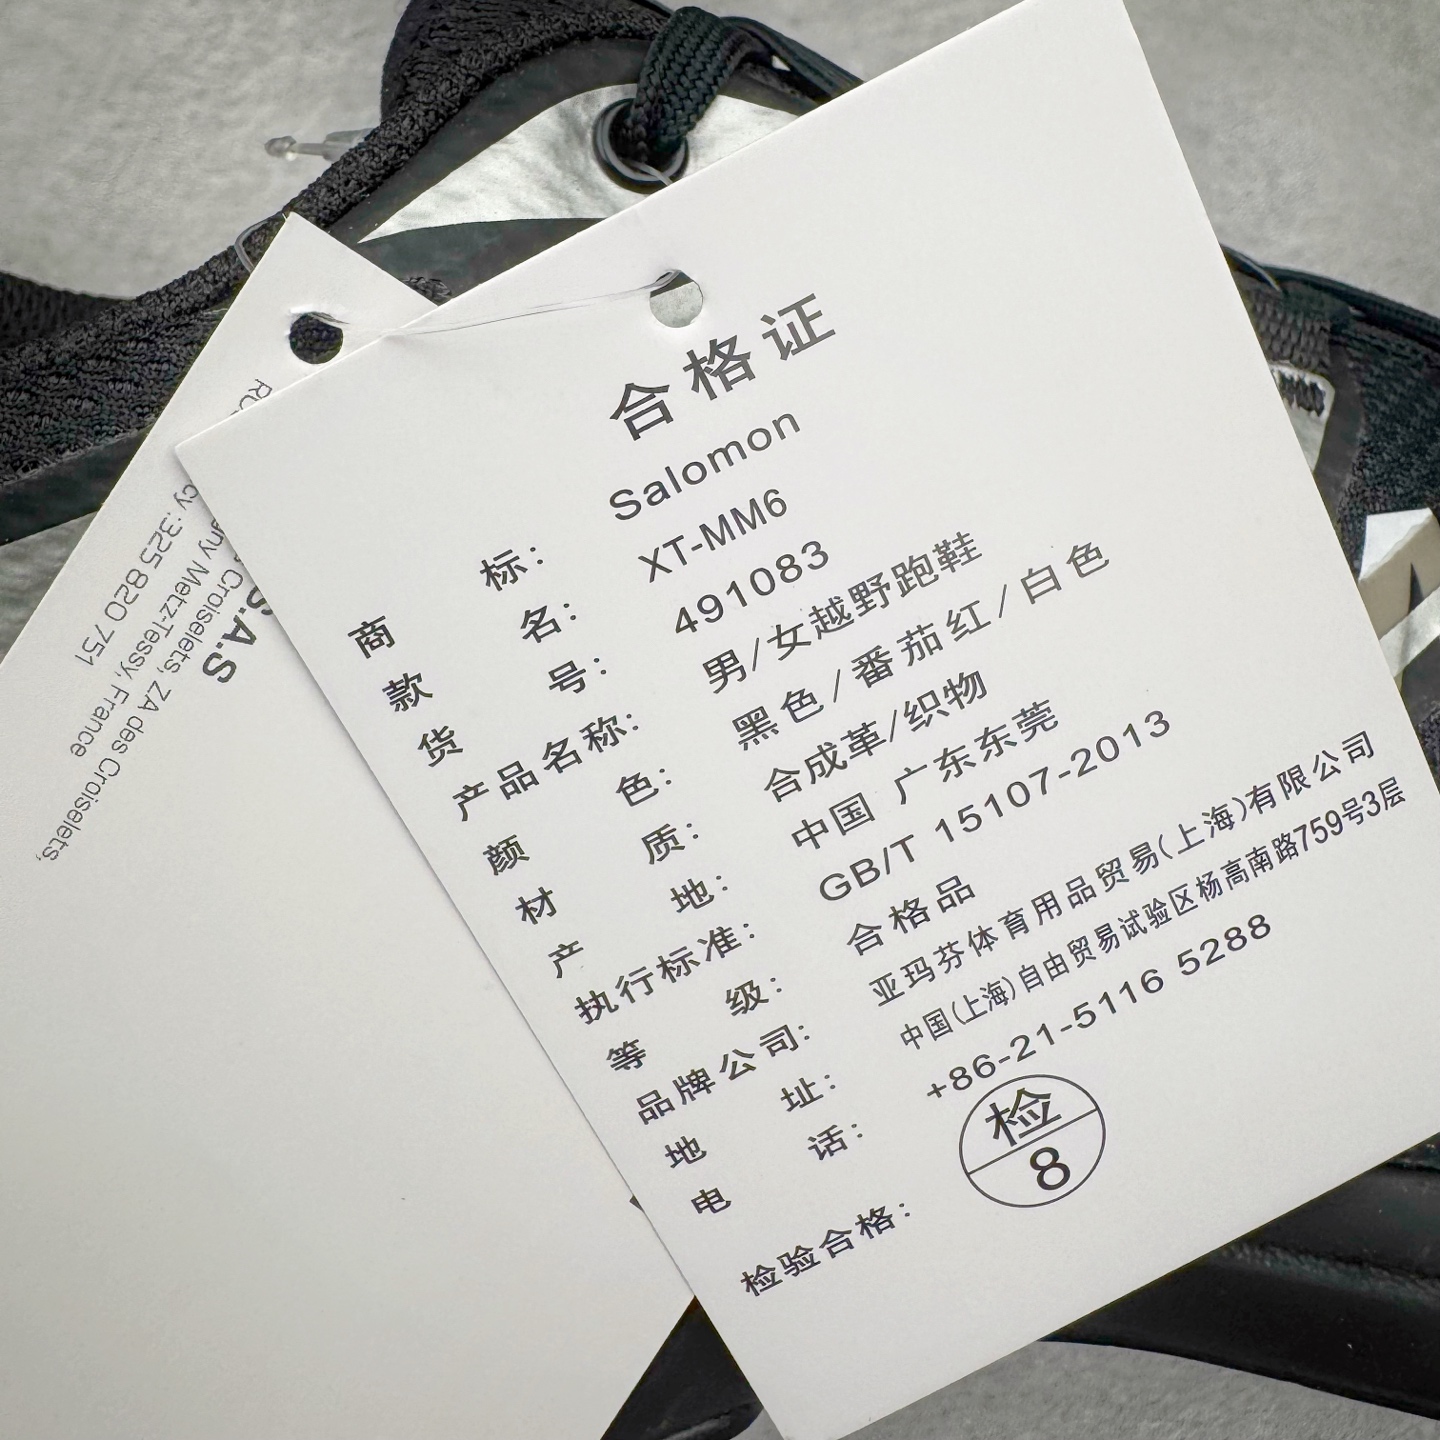 合格证
商标: Salomon
款名: XT-MM6
货号: 491083
产品名称: 男/女越野跑鞋
颜色: 黑色/番茄红/白色
材质: 合成革/织物
产地: 中国 广东东莞
执行标准: GB/T 15107-2013
等级: 合格品
品牌公司: 亚玛芬体育用品贸易(上海)有限公司
地址: 中国(上海)自由贸易试验区杨高南路759号3层
电话: +86-21-5116 5288
检验合格: 检
8
S.A.S
Croiselets, ZA des Croiselets,
Metz-Tessy, France
:325 820 751